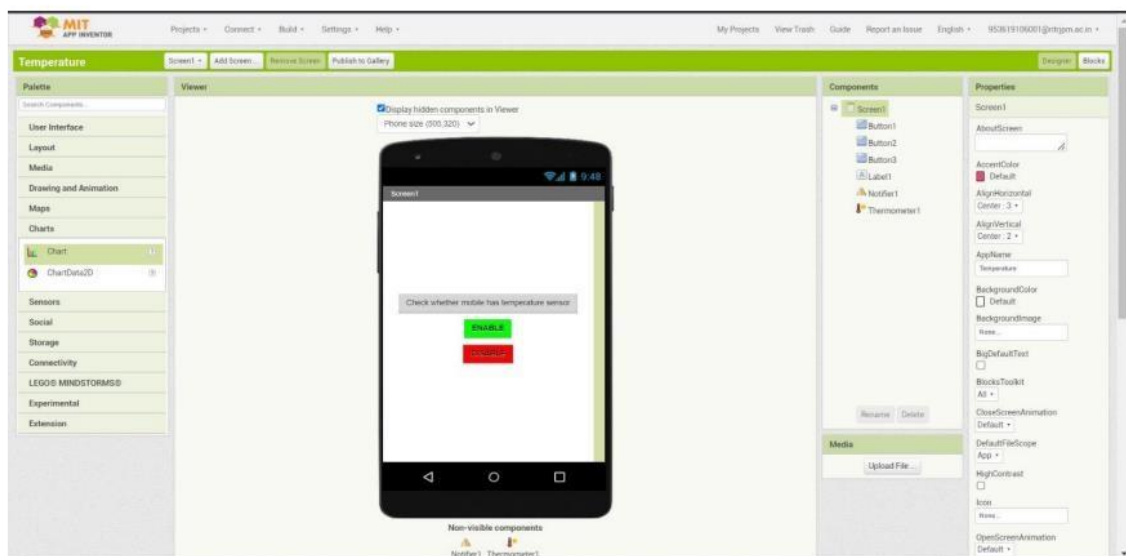 MIT
APP INVENTOR
Projects Connect Build Settings Help
My Projects View Trash Guide Report an Issue English
Temperature
Screen1 Add Screen... Remove Screen Publish to Gallery
Designer Blocks
Palette
Search Components...
User Interface
Layout
Media
Drawing and Animation
Maps
Charts
Chart
ChartData2D
Sensors
Social
Storage
Connectivity
LEGO® MINDSTORMS®
Experimental
Extension
Viewer
Display hidden components in Viewer
Phone size (505,320)
9:48
Screen1
Check whether mobile has temperature sensor
ENABLE
DISABLE
Non-visible components
Notifier1 Thermometer1
Components
Screen1
Button1
Button2
Button3
Label1
Notifier1
Thermometer1
Rename Delete
Media
Upload File ...
Properties
Screen1
AboutScreen
AccentColor
Default
AlignHorizontal
Center : 3
AlignVertical
Center : 2
AppName
Temperature
BackgroundColor
Default
BackgroundImage
None...
BigDefaultText
BlocksToolkit
All
CloseScreenAnimation
Default
DefaultFileScope
App
HighContrast
Icon
None...
OpenScreenAnimation
Default